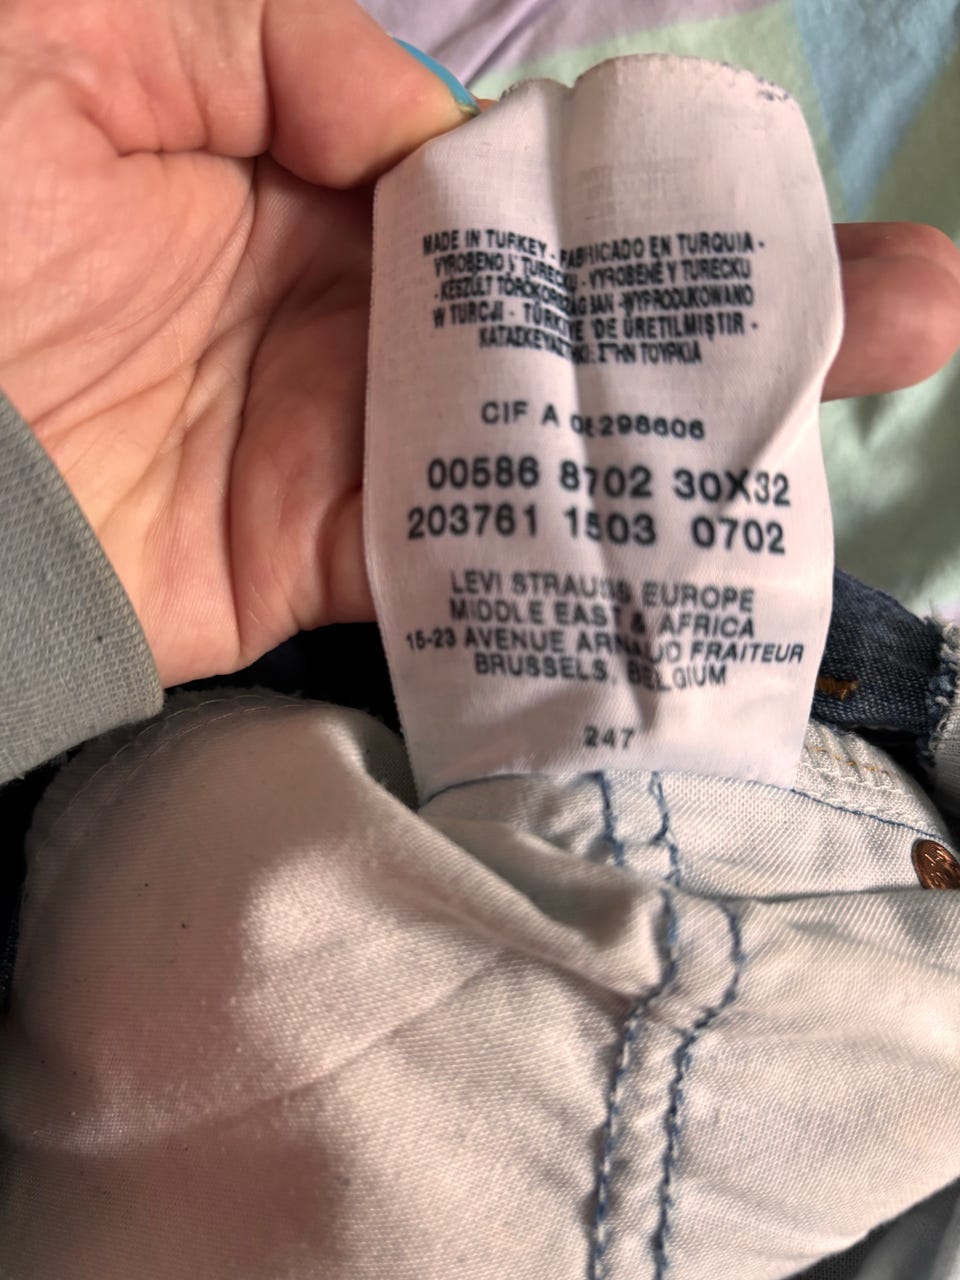 MADE IN TURKEY - FABRICADO EN TURQUIA -
VYROBENO V TURECKU - VYROBENÉ V TURECKU
- KÉSZÜLT TÖRÖKORSZÁGBAN - WYPRODUKOWANO
W TURCJI - TÜRKİYE 'DE ÜRETİLMİŞTİR -
ΣΤΗΝ ΤΟΥΡΚΙΑ
CIF A 298606
00586 8702 30X32
203761 1503 0702
LEVI STRAUSS EUROPE
MIDDLE EAST & AFRICA
15-23 AVENUE ARNAUD FRAITEUR
BRUSSELS, BELGIUM
247